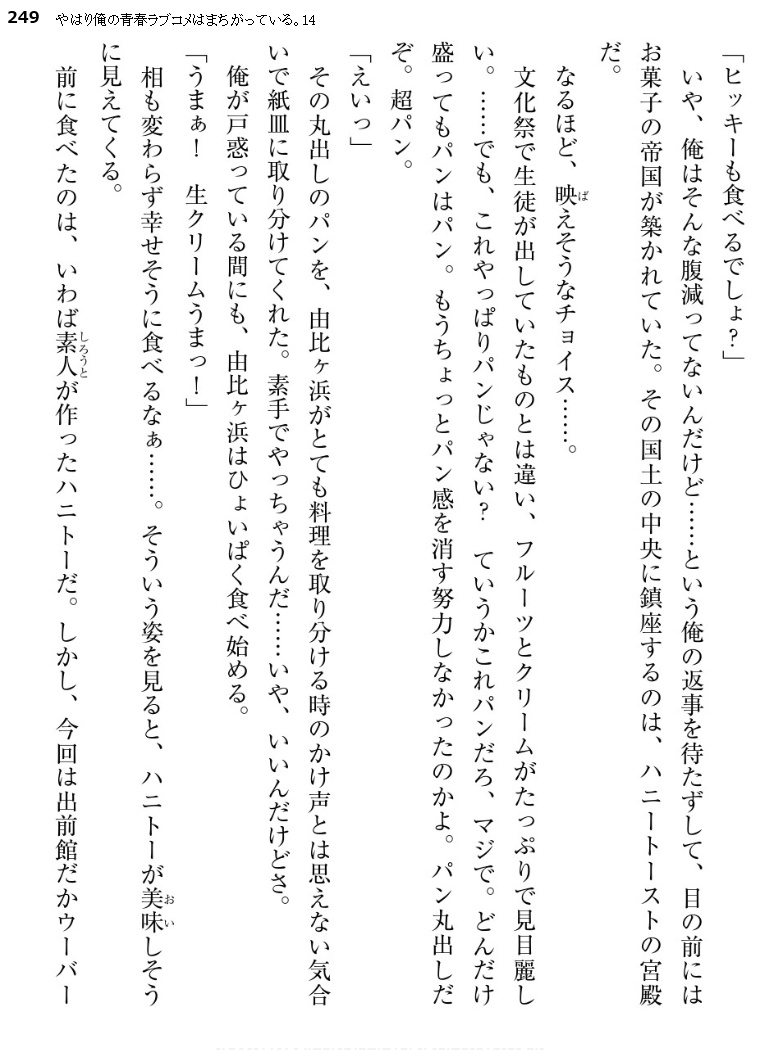 249 やはり俺の青春ラブコメはまちがっている。14
「ヒッキーも食べるでしょ?」
いや、俺はそんな腹減ってないんだけど……という俺の返事を待たずして、目の前には
お菓子の帝国が築かれていた。その国土の中央に鎮座するのは、ハニートーストの宮殿
だ。
なるほど、映えそうなチョイス……。
ば
文化祭で生徒が出していたものとは違い、フルーツとクリームがたっぷりで見目麗し
い。……でも、これやっぱりパンじゃない? ていうかこれパンだろ、マジで。どんだけ
盛ってもパンはパン。もうちょっとパン感を消す努力しなかったのかよ。パン丸出しだ
ぞ。超パン。
「えいっ」
その丸出しのパンを、由比ヶ浜がとても料理を取り分ける時のかけ声とは思えない気合
いで紙皿に取り分けてくれた。素手でやっちゃうんだ……いや、いいんだけどさ。
俺が戸惑っている間にも、由比ヶ浜はひょいぱく食べ始める。
「うまぁ! 生クリームうまっ!」
相も変わらず幸せそうに食べるなぁ……。そういう姿を見ると、ハニトーが美味しそう
おい
に見えてくる。
前に食べたのは、いわば素人が作ったハニトーだ。しかし、今回は出前館だかウーバー
しろうと